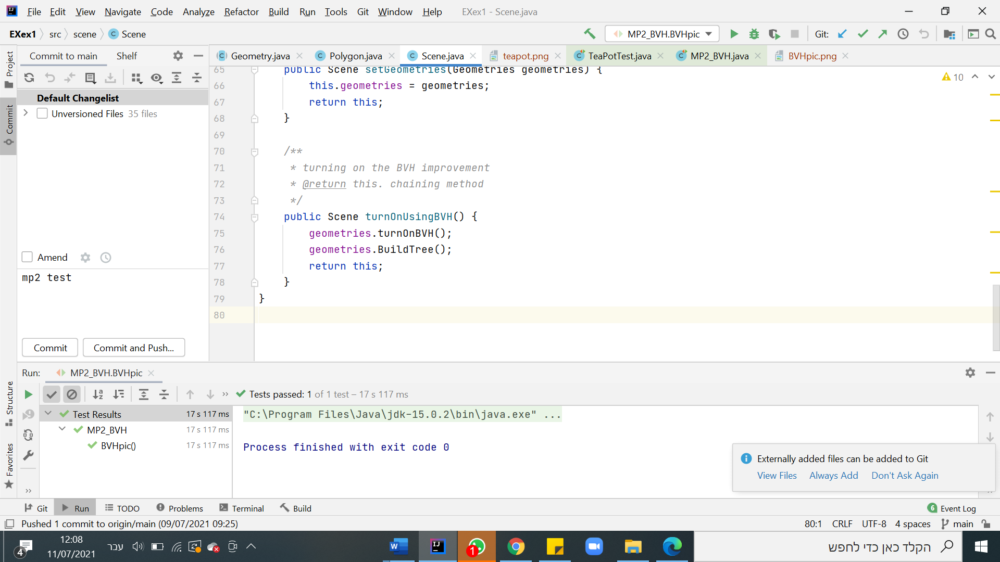 File Edit View Navigate Code Analyze Refactor Build Run Tools Git Window Help EXex1 - Scene.java
EXex1 src scene Scene
MP2_BVH.BVHpic Git:
Project
Commit
Structure
Favorites
Commit to main Shelf
Default Changelist
Unversioned Files 35 files
Amend
mp2 test
Commit Commit and Push...
Geometry.java Polygon.java Scene.java teapot.png TeaPotTest.java MP2_BVH.java BVHpic.png
10
65 public Scene setGeometries(Geometries geometries) {
66 this.geometries = geometries;
67 return this;
68 }
69
70 /**
71 * turning on the BVH improvement
72 * @return this. chaining method
73 */
74 public Scene turnOnUsingBVH() {
75 geometries.turnOnBVH();
76 geometries.BuildTree();
77 return this;
78 }
79 }
80
Run: MP2_BVH.BVHpic
Tests passed: 1 of 1 test – 17 s 117 ms
Test Results 17 s 117 ms
MP2_BVH 17 s 117 ms
BVHpic() 17 s 117 ms
"C:\Program Files\Java\jdk-15.0.2\bin\java.exe" ...
Process finished with exit code 0
Externally added files can be added to Git
View Files Always Add Don't Ask Again
Git Run TODO Problems Terminal Build 6 Event Log
Pushed 1 commit to origin/main (09/07/2021 09:25) 80:1 CRLF UTF-8 4 spaces main
4
12:08
11/07/2021
עבר
1
הקלד כאן כדי לחפש